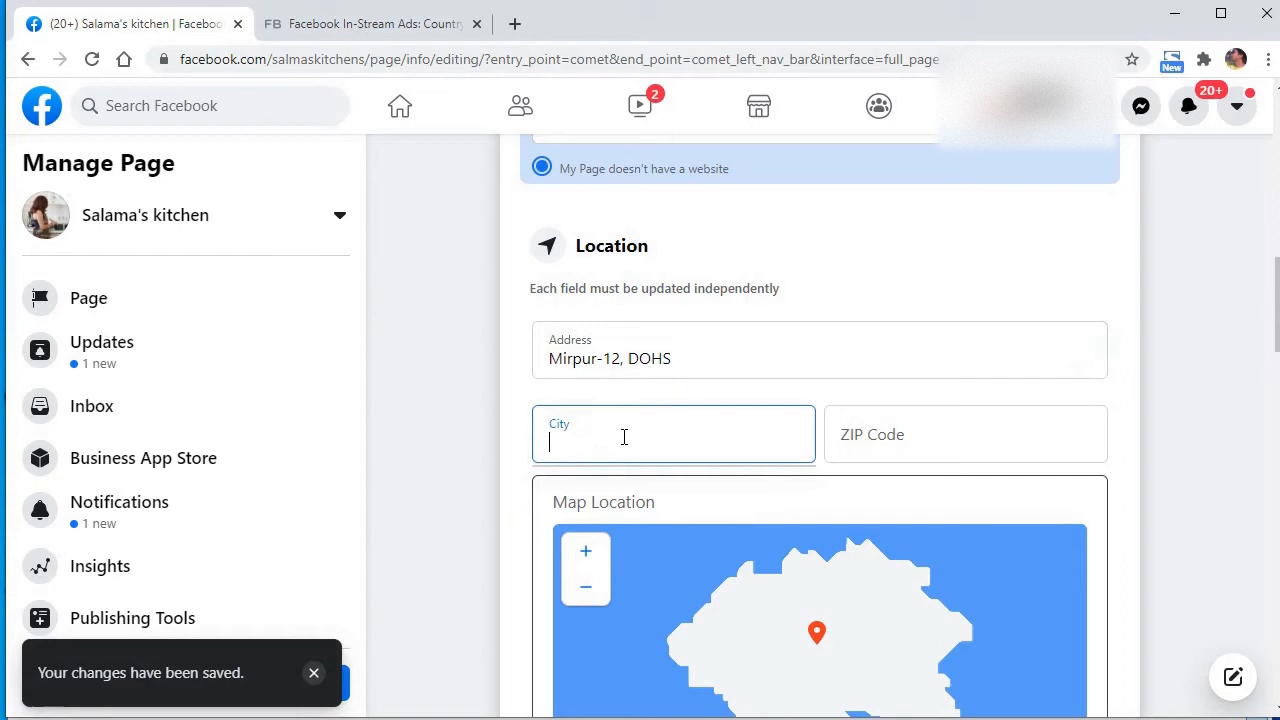 (20+) Salama's kitchen | Faceboo
FB Facebook In-Stream Ads: Country
facebook.com/salmaskitchens/page/info/editing/?entry_point=comet&end_point=comet_left_nav_bar&interface=full_page
New
Search Facebook
2
20+
Manage Page
Salama's kitchen
Page
Updates
1 new
Inbox
Business App Store
Notifications
1 new
Insights
Publishing Tools
Your changes have been saved.
My Page doesn't have a website
Location
Each field must be updated independently
Address
Mirpur-12, DOHS
City
ZIP Code
Map Location
+
−